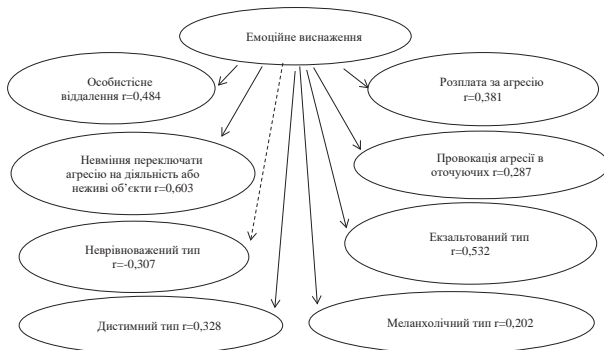 Емоційне виснаження
Особистісне
віддалення r=0,484
Розплата за агресію
r=0,381
Невміння переключати
агресію на діяльність або
неживі об’єкти r=0,603
Провокація агресії в
оточуючих r=0,287
Неврівноважений тип
r=-0,307
Екзальтований тип
r=0,532
Дистимний тип r=0,328
Меланхолічний тип r=0,202